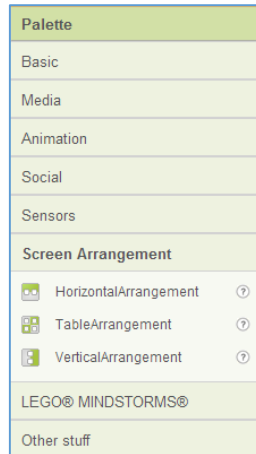 Palette
Basic
Media
Animation
Social
Sensors
Screen Arrangement
HorizontalArrangement ?
TableArrangement ?
VerticalArrangement ?
LEGO® MINDSTORMS®
Other stuff